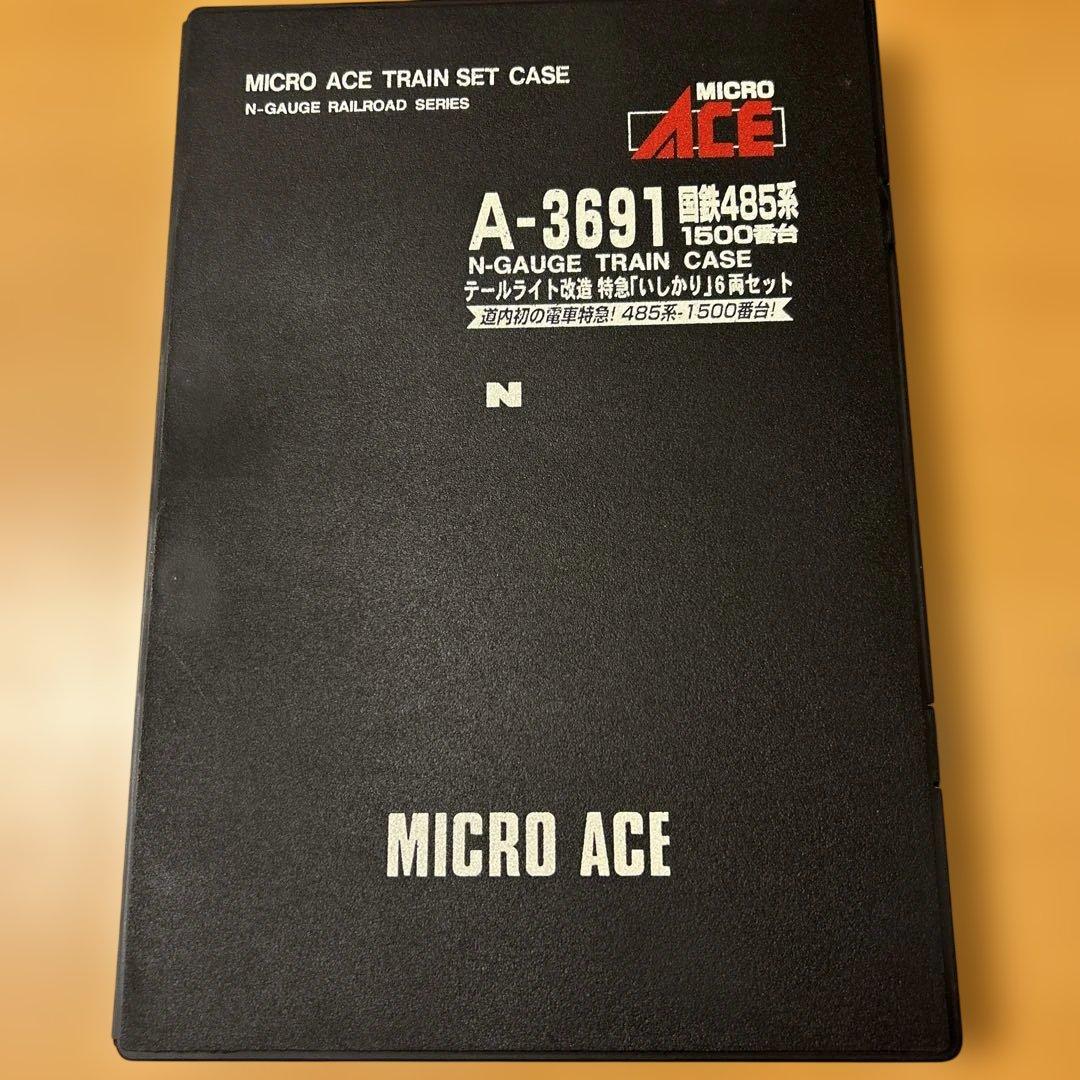 MICRO ACE TRAIN SET CASE
N-GAUGE RAILROAD SERIES
MICRO
ACE
A-3691 国鉄485系
1500番台
N-GAUGE TRAIN CASE
テールライト改造 特急「いしかり」6両セット
道内初の電車特急! 485系-1500番台!
N
MICRO ACE